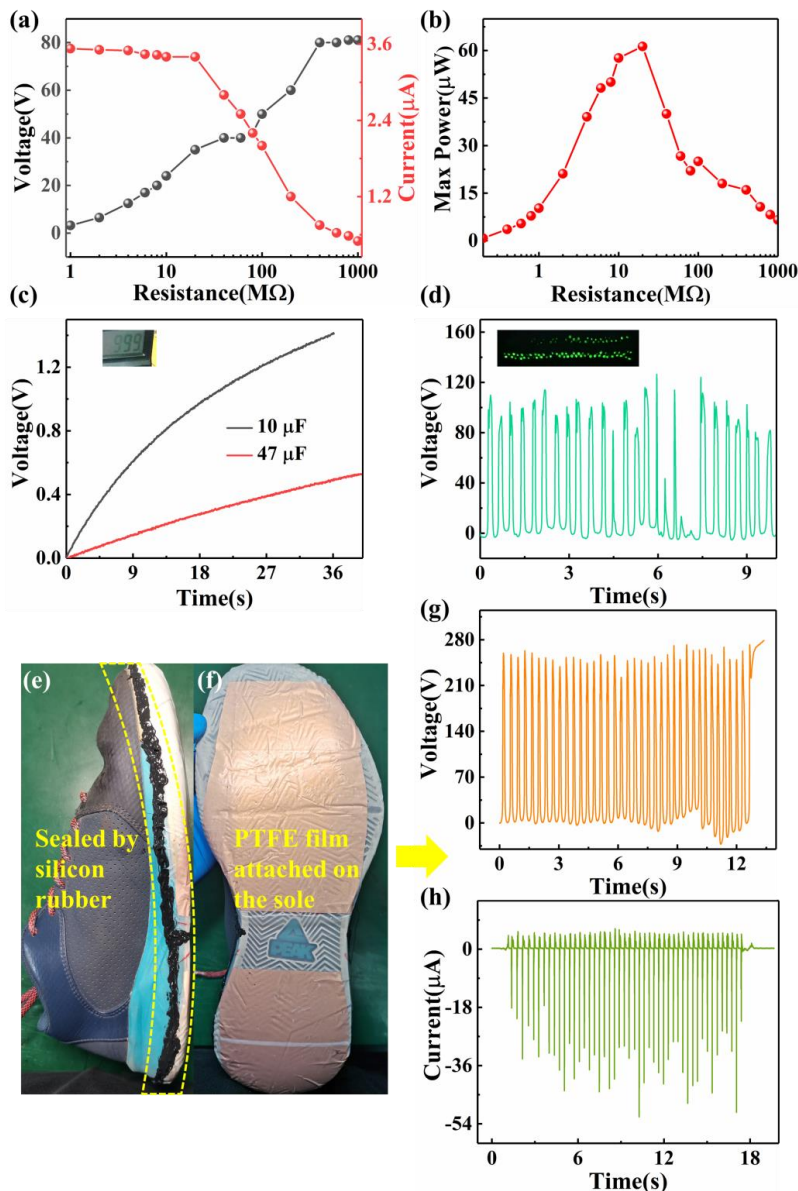 (a)
80
60
40
20
0
Voltage(V)
3.6
2.4
1.2
Current(μA)
1 10 100 1000
Resistance(MΩ)
(b)
60
45
30
15
0
Max Power(μW)
1 10 100 1000
Resistance(MΩ)
(c)
1.2
0.8
0.4
0.0
Voltage(V)
999
10 μF
47 μF
0 9 18 27 36
Time(s)
(d)
160
120
80
40
0
Voltage(V)
0 3 6 9
Time(s)
(e)
Sealed by
silicon
rubber
(f)
PTFE film
attached on
the sole
PEAK
(g)
280
210
140
70
0
Voltage(V)
0 3 6 9 12
Time(s)
(h)
0
-18
-36
-54
Current(μA)
0 6 12 18
Time(s)